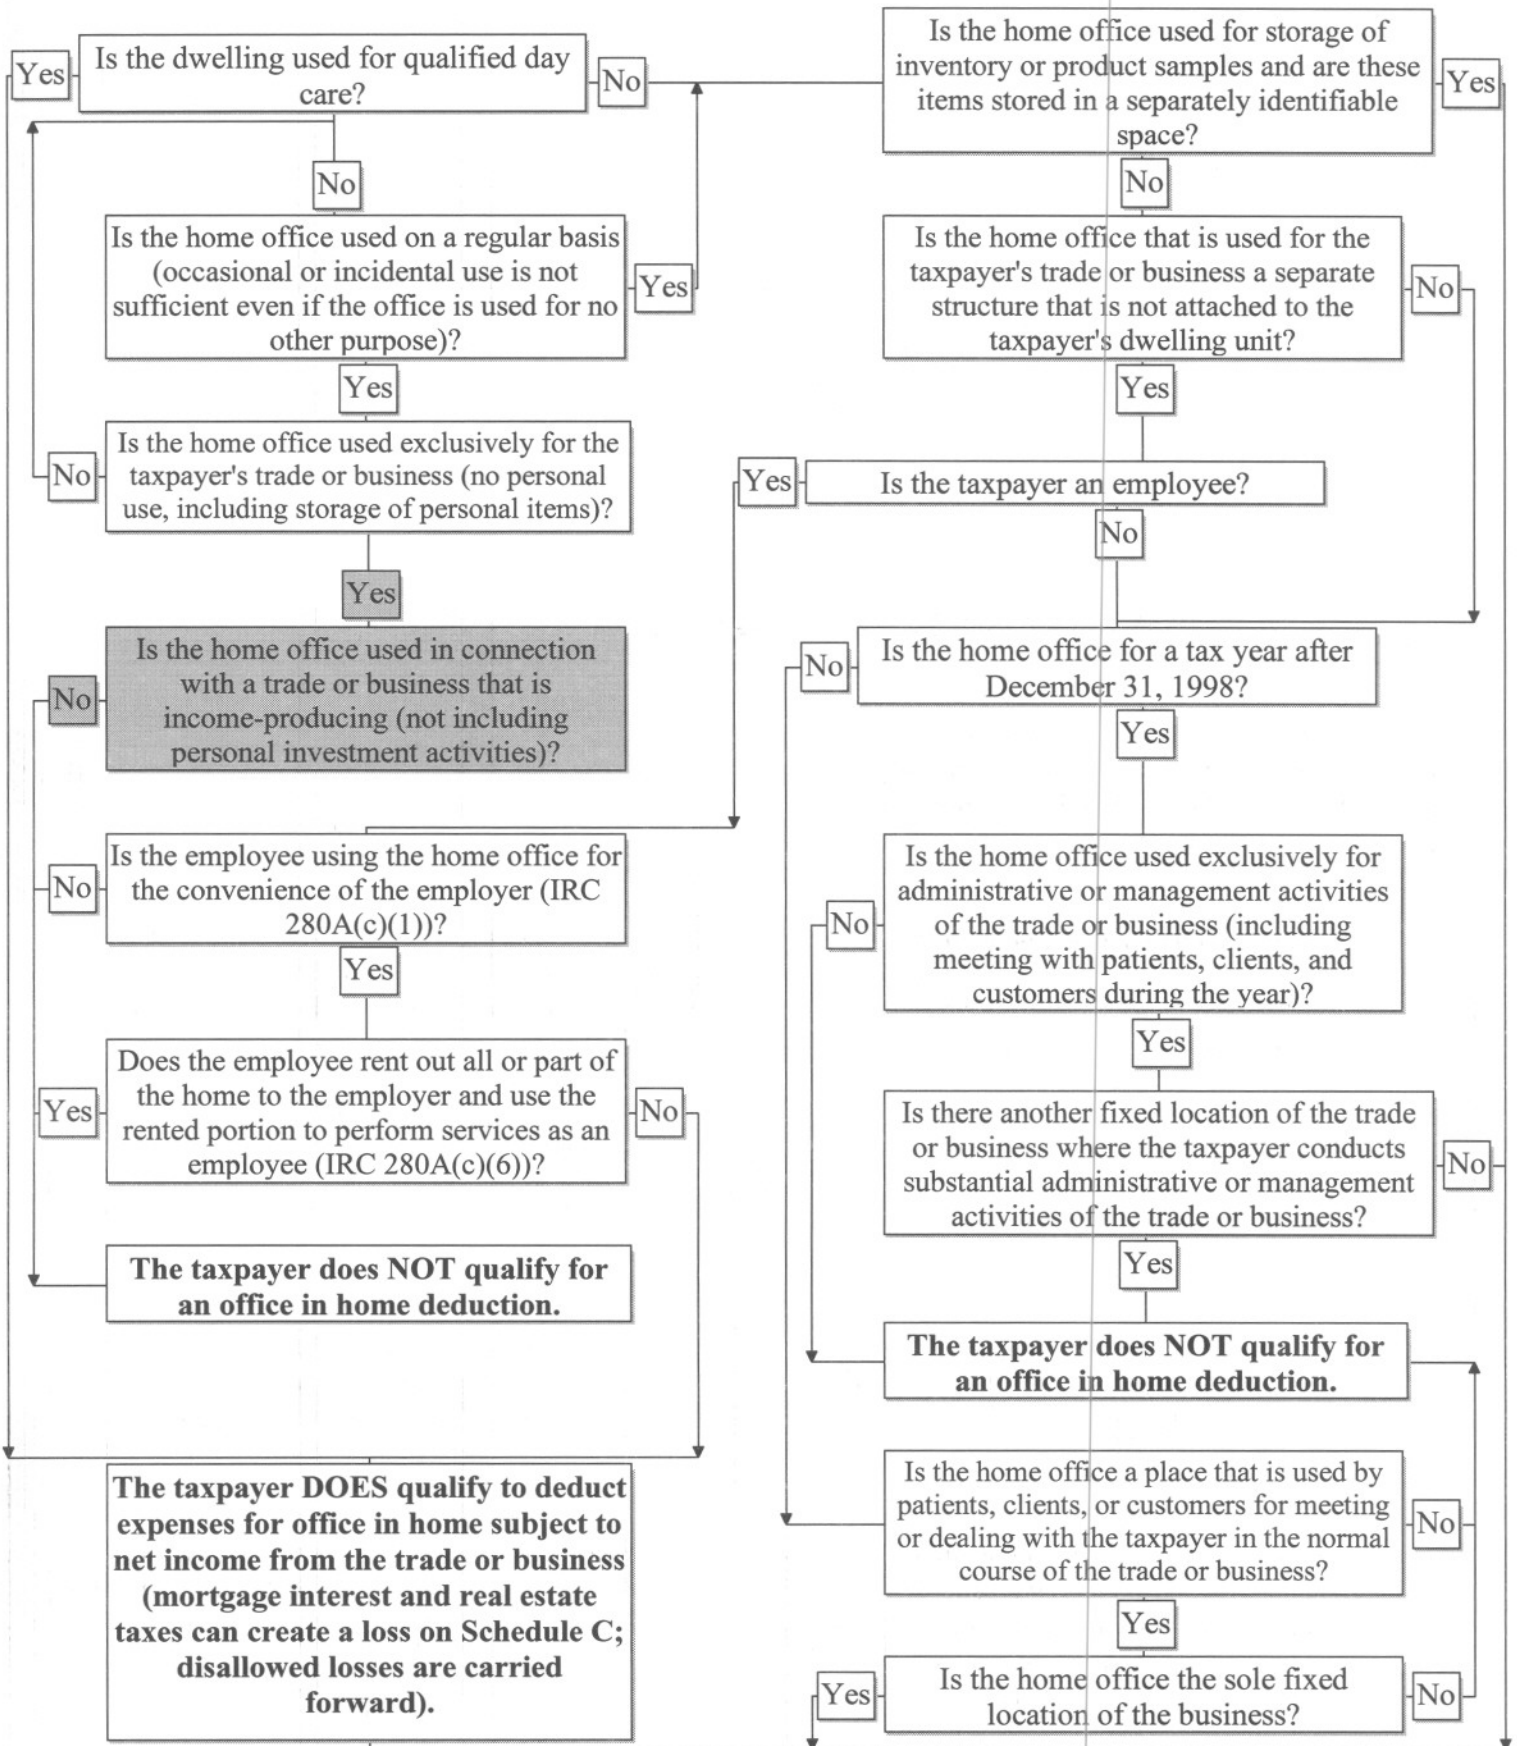 Yes
Is the dwelling used for qualified day
care?
No
No
Is the home office used on a regular basis
(occasional or incidental use is not
sufficient even if the office is used for no
other purpose)?
Yes
Yes
Is the home office used exclusively for the
taxpayer's trade or business (no personal
use, including storage of personal items)?
No
Yes
Is the home office used in connection
with a trade or business that is
income-producing (not including
personal investment activities)?
No
Is the employee using the home office for
the convenience of the employer (IRC
280A(c)(1))?
No
Yes
Does the employee rent out all or part of
the home to the employer and use the
rented portion to perform services as an
employee (IRC 280A(c)(6))?
Yes
No
The taxpayer does NOT qualify for
an office in home deduction.
The taxpayer DOES qualify to deduct
expenses for office in home subject to
net income from the trade or business
(mortgage interest and real estate
taxes can create a loss on Schedule C;
disallowed losses are carried
forward).
Is the home office used for storage of
inventory or product samples and are these
items stored in a separately identifiable
space?
Yes
No
Is the home office that is used for the
taxpayer's trade or business a separate
structure that is not attached to the
taxpayer's dwelling unit?
No
Yes
Yes
Is the taxpayer an employee?
No
No
Is the home office for a tax year after
December 31, 1998?
Yes
Is the home office used exclusively for
administrative or management activities
of the trade or business (including
meeting with patients, clients, and
customers during the year)?
No
Yes
Is there another fixed location of the trade
or business where the taxpayer conducts
substantial administrative or management
activities of the trade or business?
No
Yes
The taxpayer does NOT qualify for
an office in home deduction.
Is the home office a place that is used by
patients, clients, or customers for meeting
or dealing with the taxpayer in the normal
course of the trade or business?
No
Yes
Yes
Is the home office the sole fixed
location of the business?
No